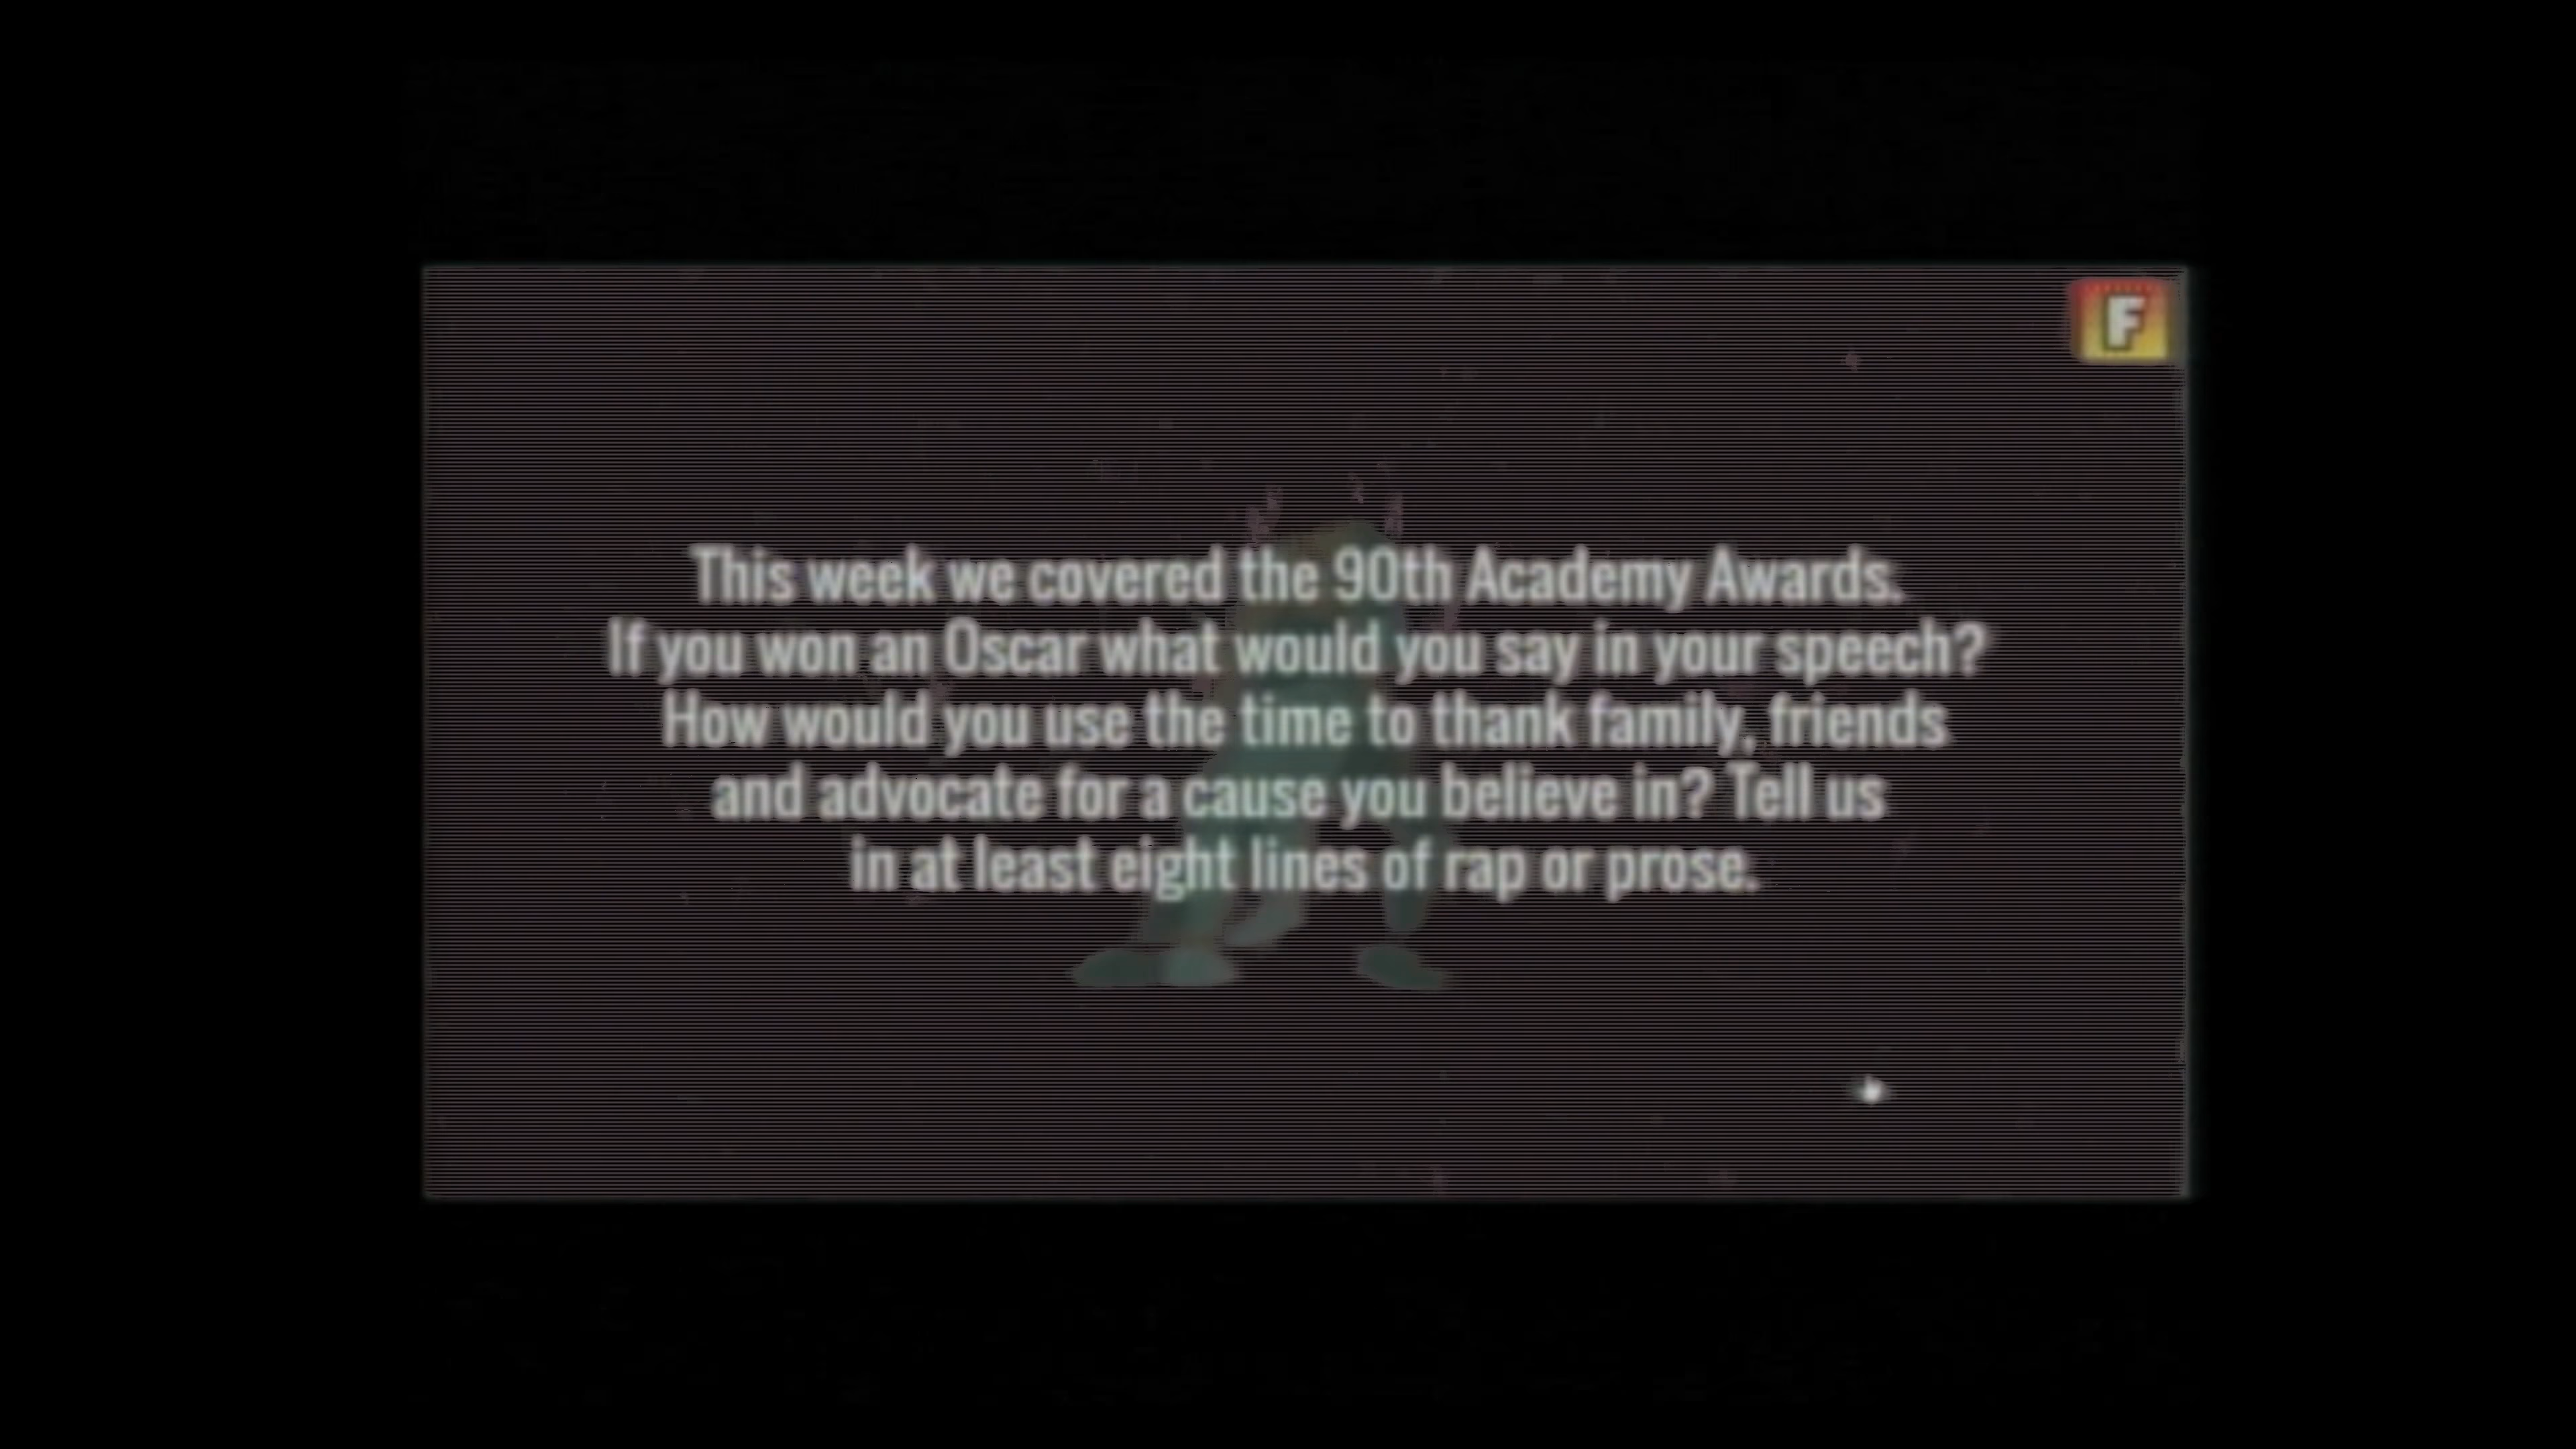 F
This week we covered the 90th Academy Awards.
If you won an Oscar what would you say in your speech?
How would you use the time to thank family, friends
and advocate for a cause you believe in? Tell us
in at least eight lines of rap or prose.